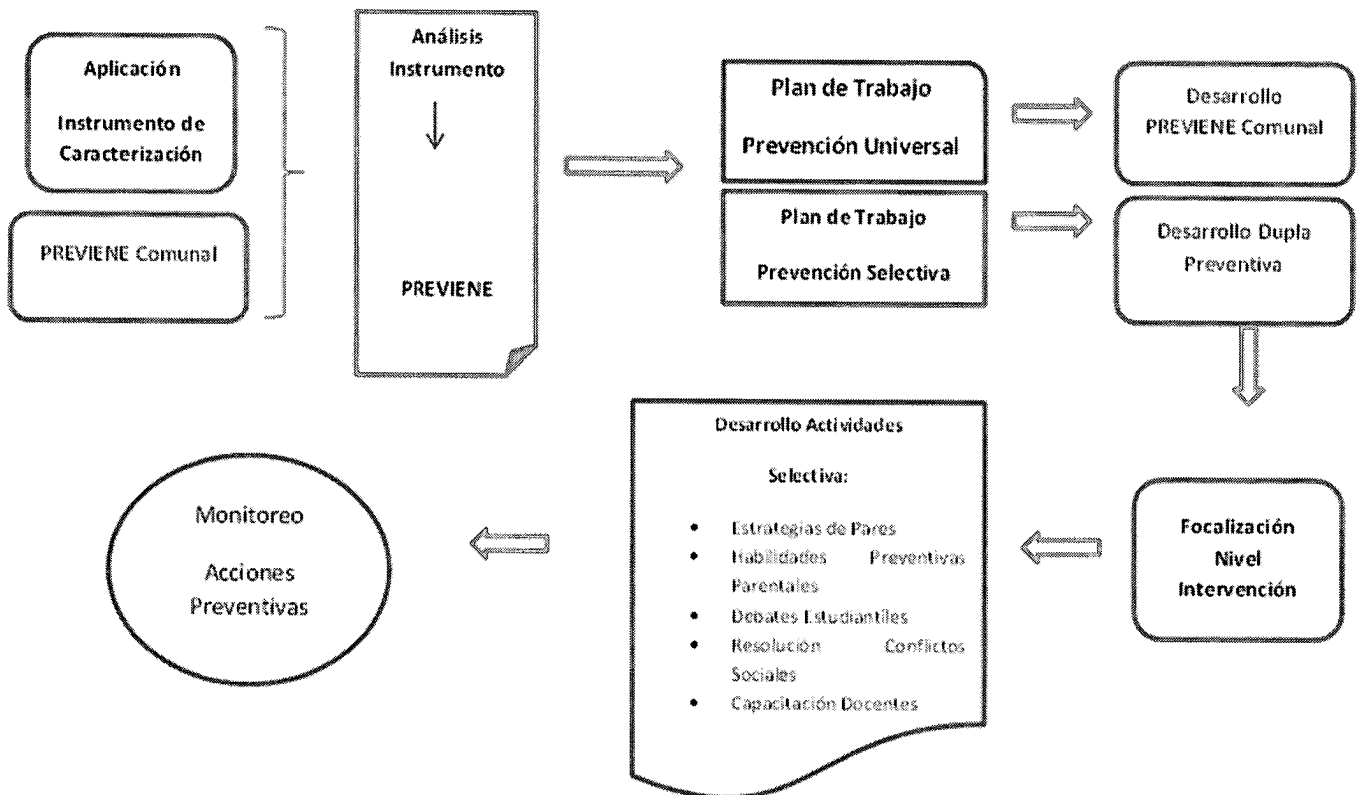 Aplicación
Instrumento de
Caracterización
PREVIENE Comunal
Análisis
Instrumento
PREVIENE
Plan de Trabajo
Prevención Universal
Plan de Trabajo
Prevención Selectiva
Desarrollo
PREVIENE Comunal
Desarrollo Dupla
Preventiva
Focalización
Nivel
Intervención
Desarrollo Actividades
Selectiva:
• Estrategias de Pares
• Habilidades Preventivas
Parentales
• Debates Estudiantiles
• Resolución Conflictos
Sociales
• Capacitación Docentes
Monitoreo
Acciones
Preventivas